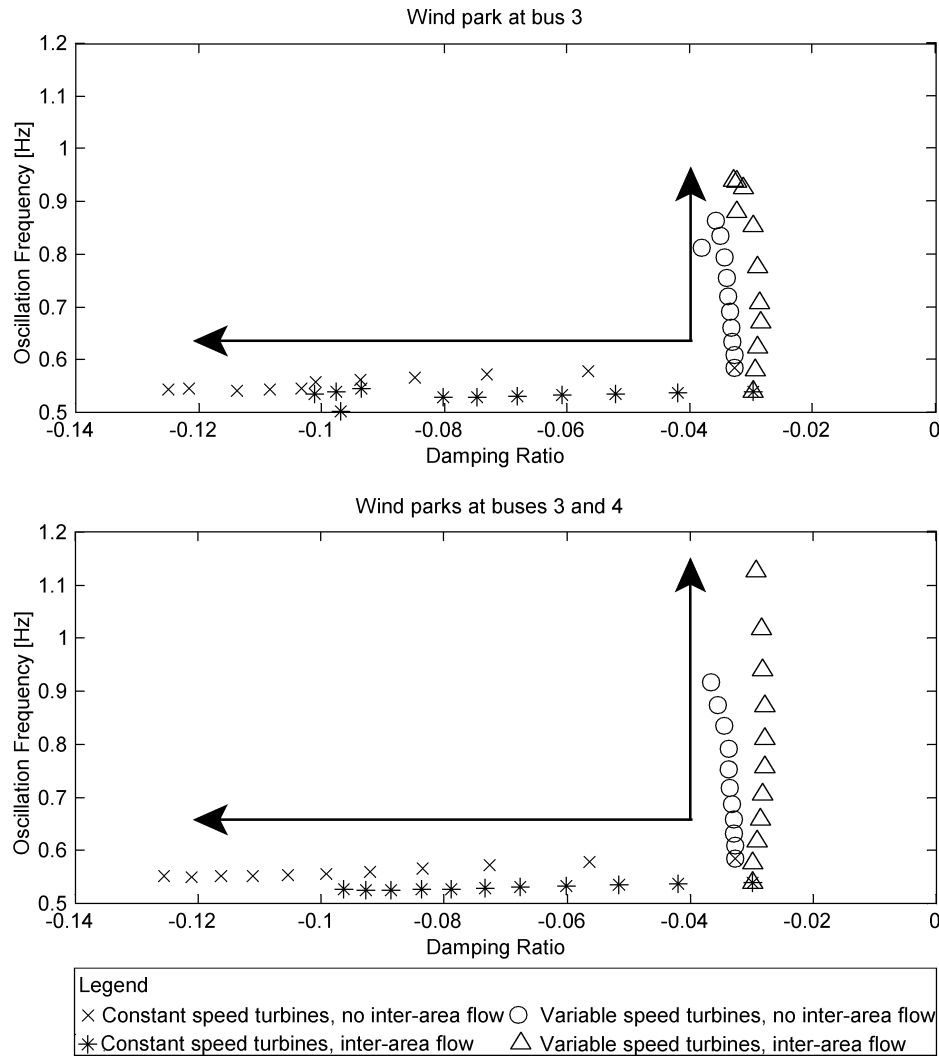 Wind park at bus 3
1.2
1.1
1
0.9
0.8
0.7
0.6
0.5
Oscillation Frequency [Hz]
-0.14 -0.12 -0.1 -0.08 -0.06 -0.04 -0.02 0
Damping Ratio
Wind parks at buses 3 and 4
1.2
1.1
1
0.9
0.8
0.7
0.6
0.5
Oscillation Frequency [Hz]
-0.14 -0.12 -0.1 -0.08 -0.06 -0.04 -0.02 0
Damping Ratio
Legend
Constant speed turbines, no inter-area flow Variable speed turbines, no inter-area flow
Constant speed turbines, inter-area flow Variable speed turbines, inter-area flow